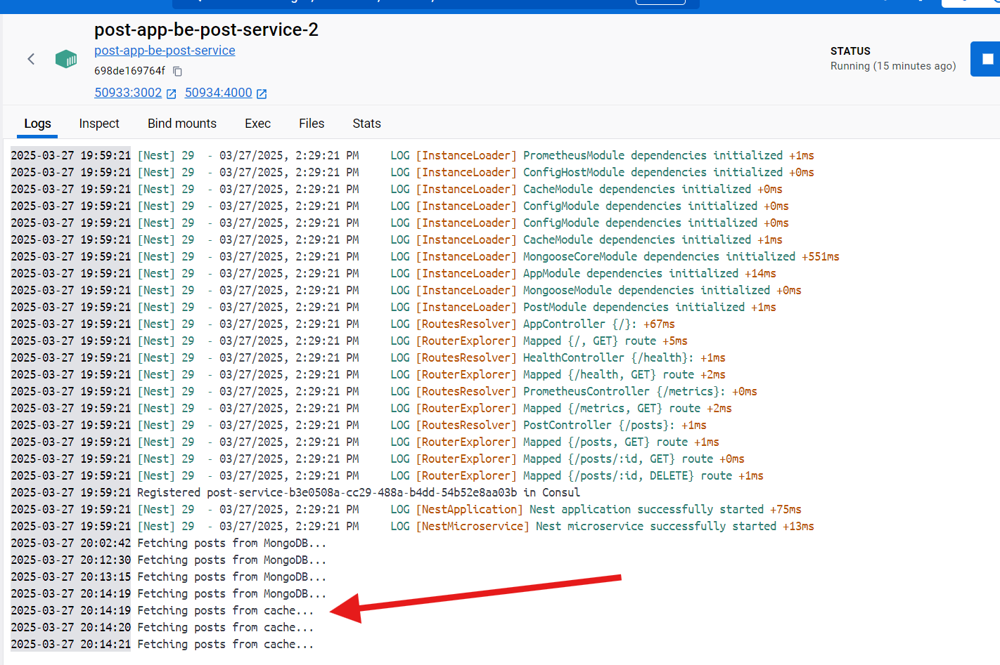 post-app-be-post-service-2
post-app-be-post-service
698de169764f
50933:3002 50934:4000
STATUS
Running (15 minutes ago)
Logs Inspect Bind mounts Exec Files Stats
2025-03-27 19:59:21 [Nest] 29  - 03/27/2025, 2:29:21 PM     LOG [InstanceLoader] PrometheusModule dependencies initialized +1ms
2025-03-27 19:59:21 [Nest] 29  - 03/27/2025, 2:29:21 PM     LOG [InstanceLoader] ConfigHostModule dependencies initialized +0ms
2025-03-27 19:59:21 [Nest] 29  - 03/27/2025, 2:29:21 PM     LOG [InstanceLoader] CacheModule dependencies initialized +0ms
2025-03-27 19:59:21 [Nest] 29  - 03/27/2025, 2:29:21 PM     LOG [InstanceLoader] ConfigModule dependencies initialized +0ms
2025-03-27 19:59:21 [Nest] 29  - 03/27/2025, 2:29:21 PM     LOG [InstanceLoader] ConfigModule dependencies initialized +0ms
2025-03-27 19:59:21 [Nest] 29  - 03/27/2025, 2:29:21 PM     LOG [InstanceLoader] CacheModule dependencies initialized +1ms
2025-03-27 19:59:21 [Nest] 29  - 03/27/2025, 2:29:21 PM     LOG [InstanceLoader] MongooseCoreModule dependencies initialized +551ms
2025-03-27 19:59:21 [Nest] 29  - 03/27/2025, 2:29:21 PM     LOG [InstanceLoader] AppModule dependencies initialized +14ms
2025-03-27 19:59:21 [Nest] 29  - 03/27/2025, 2:29:21 PM     LOG [InstanceLoader] MongooseModule dependencies initialized +0ms
2025-03-27 19:59:21 [Nest] 29  - 03/27/2025, 2:29:21 PM     LOG [InstanceLoader] PostModule dependencies initialized +1ms
2025-03-27 19:59:21 [Nest] 29  - 03/27/2025, 2:29:21 PM     LOG [RoutesResolver] AppController {/}: +67ms
2025-03-27 19:59:21 [Nest] 29  - 03/27/2025, 2:29:21 PM     LOG [RouterExplorer] Mapped {/, GET} route +5ms
2025-03-27 19:59:21 [Nest] 29  - 03/27/2025, 2:29:21 PM     LOG [RoutesResolver] HealthController {/health}: +1ms
2025-03-27 19:59:21 [Nest] 29  - 03/27/2025, 2:29:21 PM     LOG [RouterExplorer] Mapped {/health, GET} route +2ms
2025-03-27 19:59:21 [Nest] 29  - 03/27/2025, 2:29:21 PM     LOG [RoutesResolver] PrometheusController {/metrics}: +0ms
2025-03-27 19:59:21 [Nest] 29  - 03/27/2025, 2:29:21 PM     LOG [RouterExplorer] Mapped {/metrics, GET} route +2ms
2025-03-27 19:59:21 [Nest] 29  - 03/27/2025, 2:29:21 PM     LOG [RoutesResolver] PostController {/posts}: +1ms
2025-03-27 19:59:21 [Nest] 29  - 03/27/2025, 2:29:21 PM     LOG [RouterExplorer] Mapped {/posts, GET} route +1ms
2025-03-27 19:59:21 [Nest] 29  - 03/27/2025, 2:29:21 PM     LOG [RouterExplorer] Mapped {/posts/:id, GET} route +0ms
2025-03-27 19:59:21 [Nest] 29  - 03/27/2025, 2:29:21 PM     LOG [RouterExplorer] Mapped {/posts/:id, DELETE} route +1ms
2025-03-27 19:59:21 Registered post-service-b3e0508a-cc29-488a-b4dd-54b52e8aa03b in Consul
2025-03-27 19:59:21 [Nest] 29  - 03/27/2025, 2:29:21 PM     LOG [NestApplication] Nest application successfully started +75ms
2025-03-27 19:59:21 [Nest] 29  - 03/27/2025, 2:29:21 PM     LOG [NestMicroservice] Nest microservice successfully started +13ms
2025-03-27 20:02:42 Fetching posts from MongoDB...
2025-03-27 20:12:30 Fetching posts from MongoDB...
2025-03-27 20:13:15 Fetching posts from MongoDB...
2025-03-27 20:14:19 Fetching posts from MongoDB...
2025-03-27 20:14:19 Fetching posts from cache...
2025-03-27 20:14:20 Fetching posts from cache...
2025-03-27 20:14:21 Fetching posts from cache...